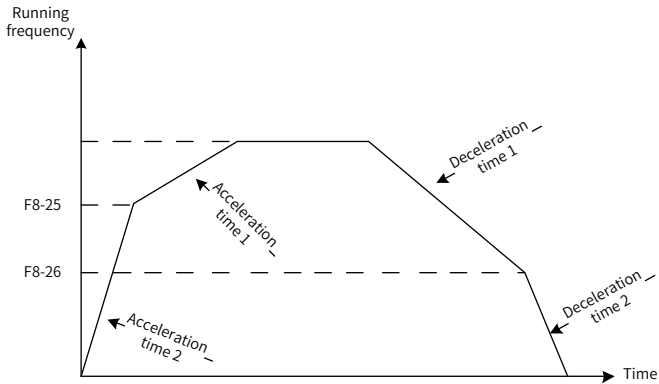 Running
frequency
Deceleration
time 1
F8-25
Acceleration
time 1
F8-26
Deceleration
time 2
Acceleration
time 2
Time